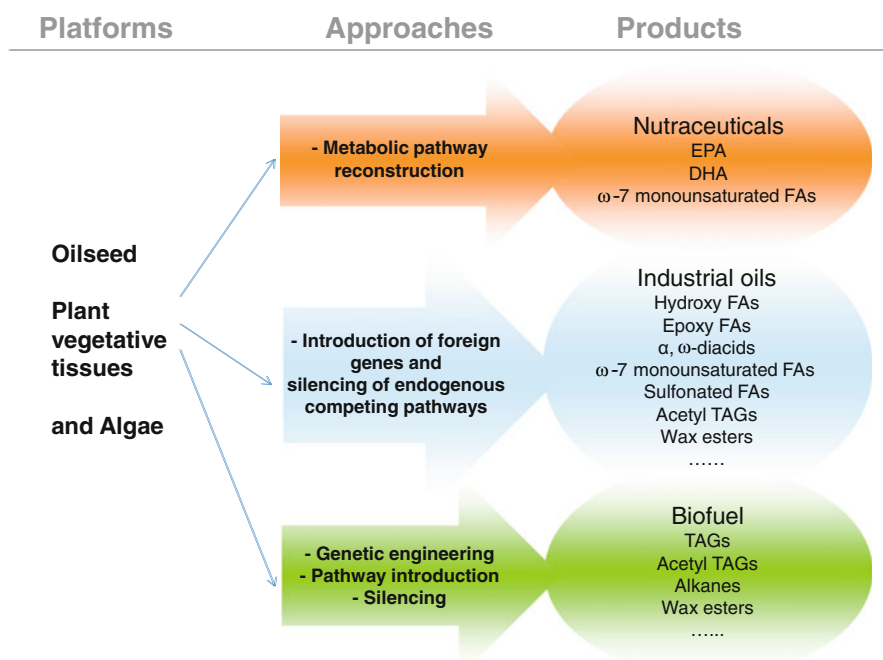 Platforms
Approaches
Products
Oilseed
Plant
vegetative
tissues
and Algae
- Metabolic pathway
reconstruction
Nutraceuticals
EPA
DHA
ω-7 monounsaturated FAs
- Introduction of foreign
genes and
silencing of endogenous
competing pathways
Industrial oils
Hydroxy FAs
Epoxy FAs
α, ω-diacids
ω-7 monounsaturated FAs
Sulfonated FAs
Acetyl TAGs
Wax esters
......
- Genetic engineering
- Pathway introduction
- Silencing
Biofuel
TAGs
Acetyl TAGs
Alkanes
Wax esters
......